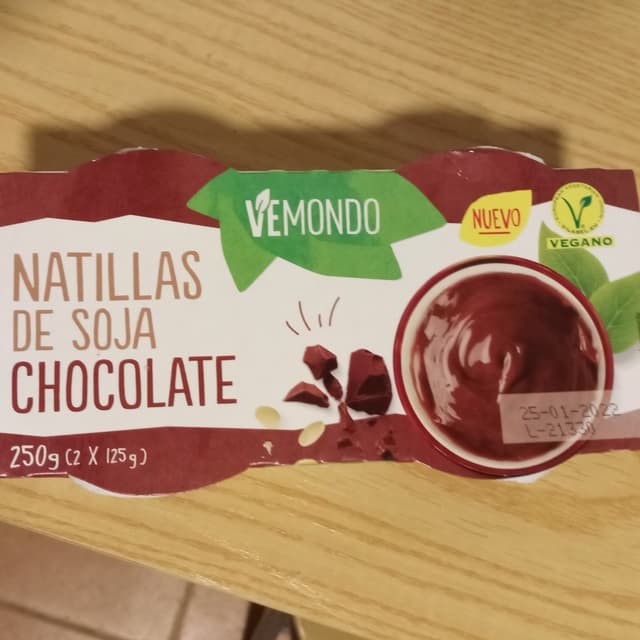 VEMONDO
NUEVO
VEGANO
NATILLAS
DE SOJA
CHOCOLATE
250g (2 X 125g)
25-01-2022
L-21330